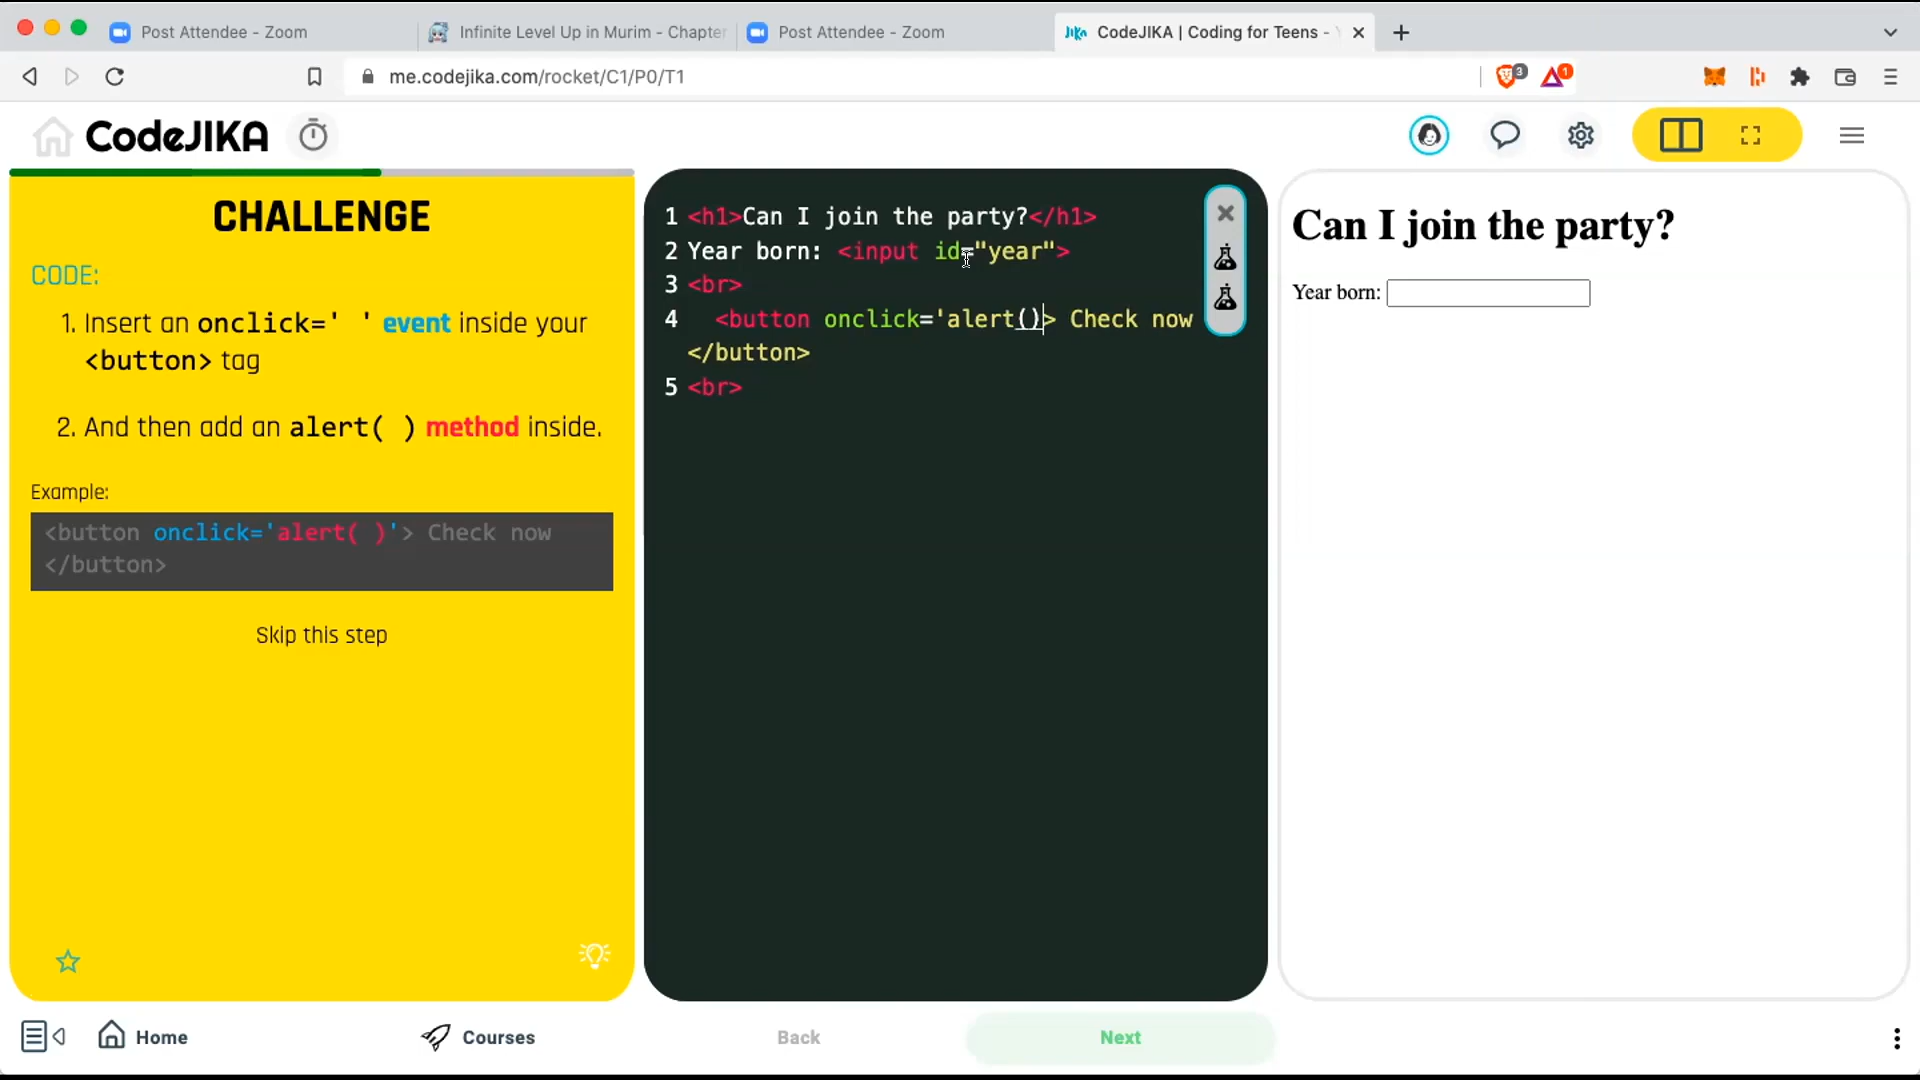 Post Attendee - Zoom
Infinite Level Up in Murim - Chapter
Post Attendee - Zoom
CodeJIKA | Coding for Teens -
me.codejika.com/rocket/C1/P0/T1
3
1
CodeJIKA
CHALLENGE
CODE:
1. Insert an onclick=' ' event inside your
<button> tag
2. And then add an alert( ) method inside.
Example:
<button onclick='alert( )'> Check now
</button>
Skip this step
1 <h1>Can I join the party?</h1>
2 Year born: <input id="year">
3 <br>
4 <button onclick='alert()> Check now
</button>
5 <br>
Can I join the party?
Year born:
Home
Courses
Back
Next